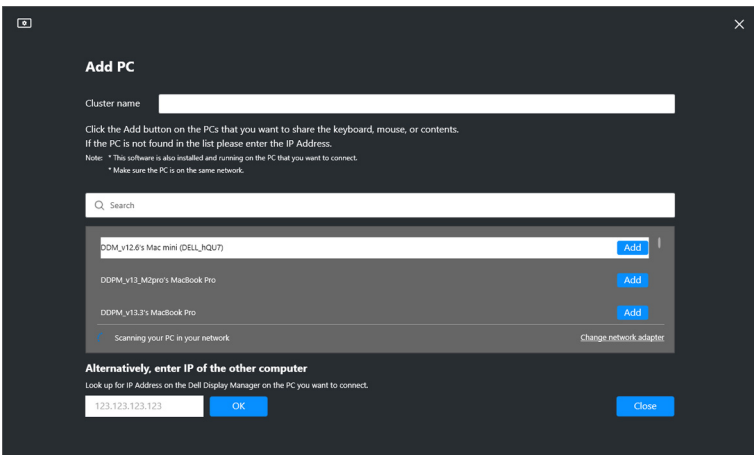 Add PC
Cluster name
Click the Add button on the PCs that you want to share the keyboard, mouse, or contents.
If the PC is not found in the list please enter the IP Address.
Note: * This software is also installed and running on the PC that you want to connect.
* Make sure the PC is on the same network.
Search
DDM_v12.6's Mac mini (DELL_hQU7) Add
DDPM_v13_M2pro's MacBook Pro Add
DDPM_v13.3's MacBook Pro Add
Scanning your PC in your network Change network adapter
Alternatively, enter IP of the other computer
Look up for IP Address on the Dell Display Manager on the PC you want to connect.
123.123.123.123 OK Close